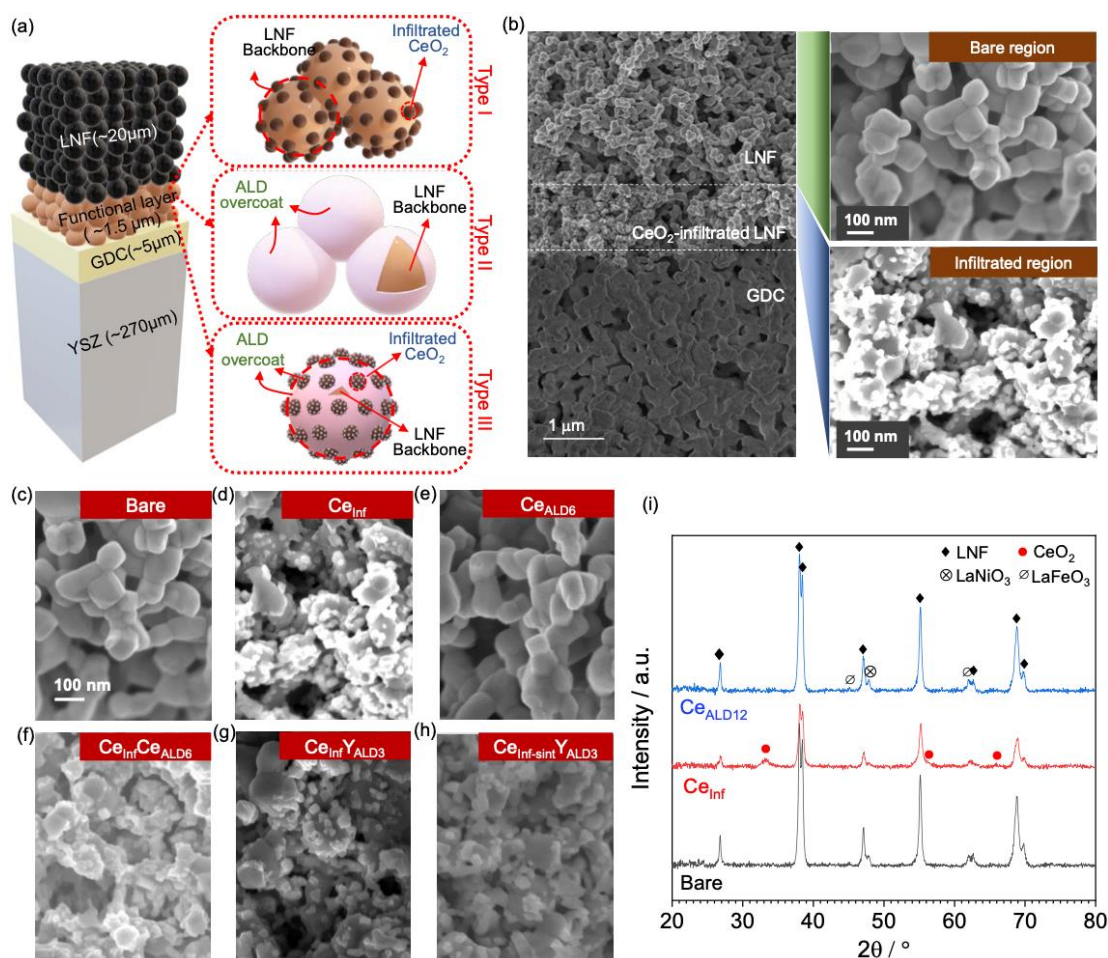 (a)
LNF(~20μm)
Functional layer
(~1.5 μm)
GDC(~5μm)
YSZ (~270μm)
LNF
Backbone
Infiltrated
CeO2
Type I
ALD
overcoat
LNF
Backbone
Type II
ALD
overcoat
Infiltrated
CeO2
LNF
Backbone
Type III
(b)
LNF
CeO2-infiltrated LNF
GDC
1 μm
Bare region
100 nm
Infiltrated region
100 nm
(c)
Bare
100 nm
(d)
CeInf
(e)
CeALD6
(f)
CeInfCeALD6
(g)
CeInfYALD3
(h)
CeInf-sintYALD3
(i)
♦ LNF ● CeO2
⊗ LaNiO3 ∅ LaFeO3
CeALD12
CeInf
Bare
Intensity / a.u.
20 30 40 50 60 70 80
2θ / °